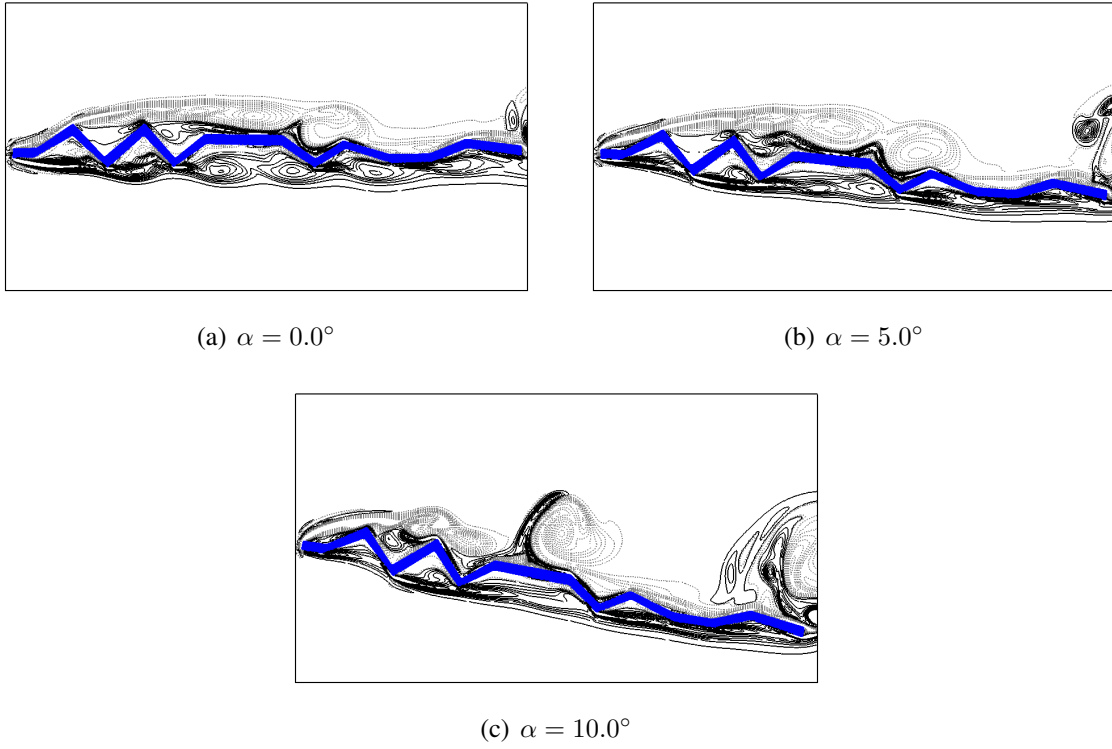 (a) α = 0.0°
(b) α = 5.0°
(c) α = 10.0°